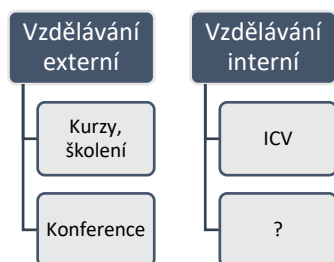 Vzdělávání
externí
Kurzy,
školení
Konference
Vzdělávání
interní
ICV
?